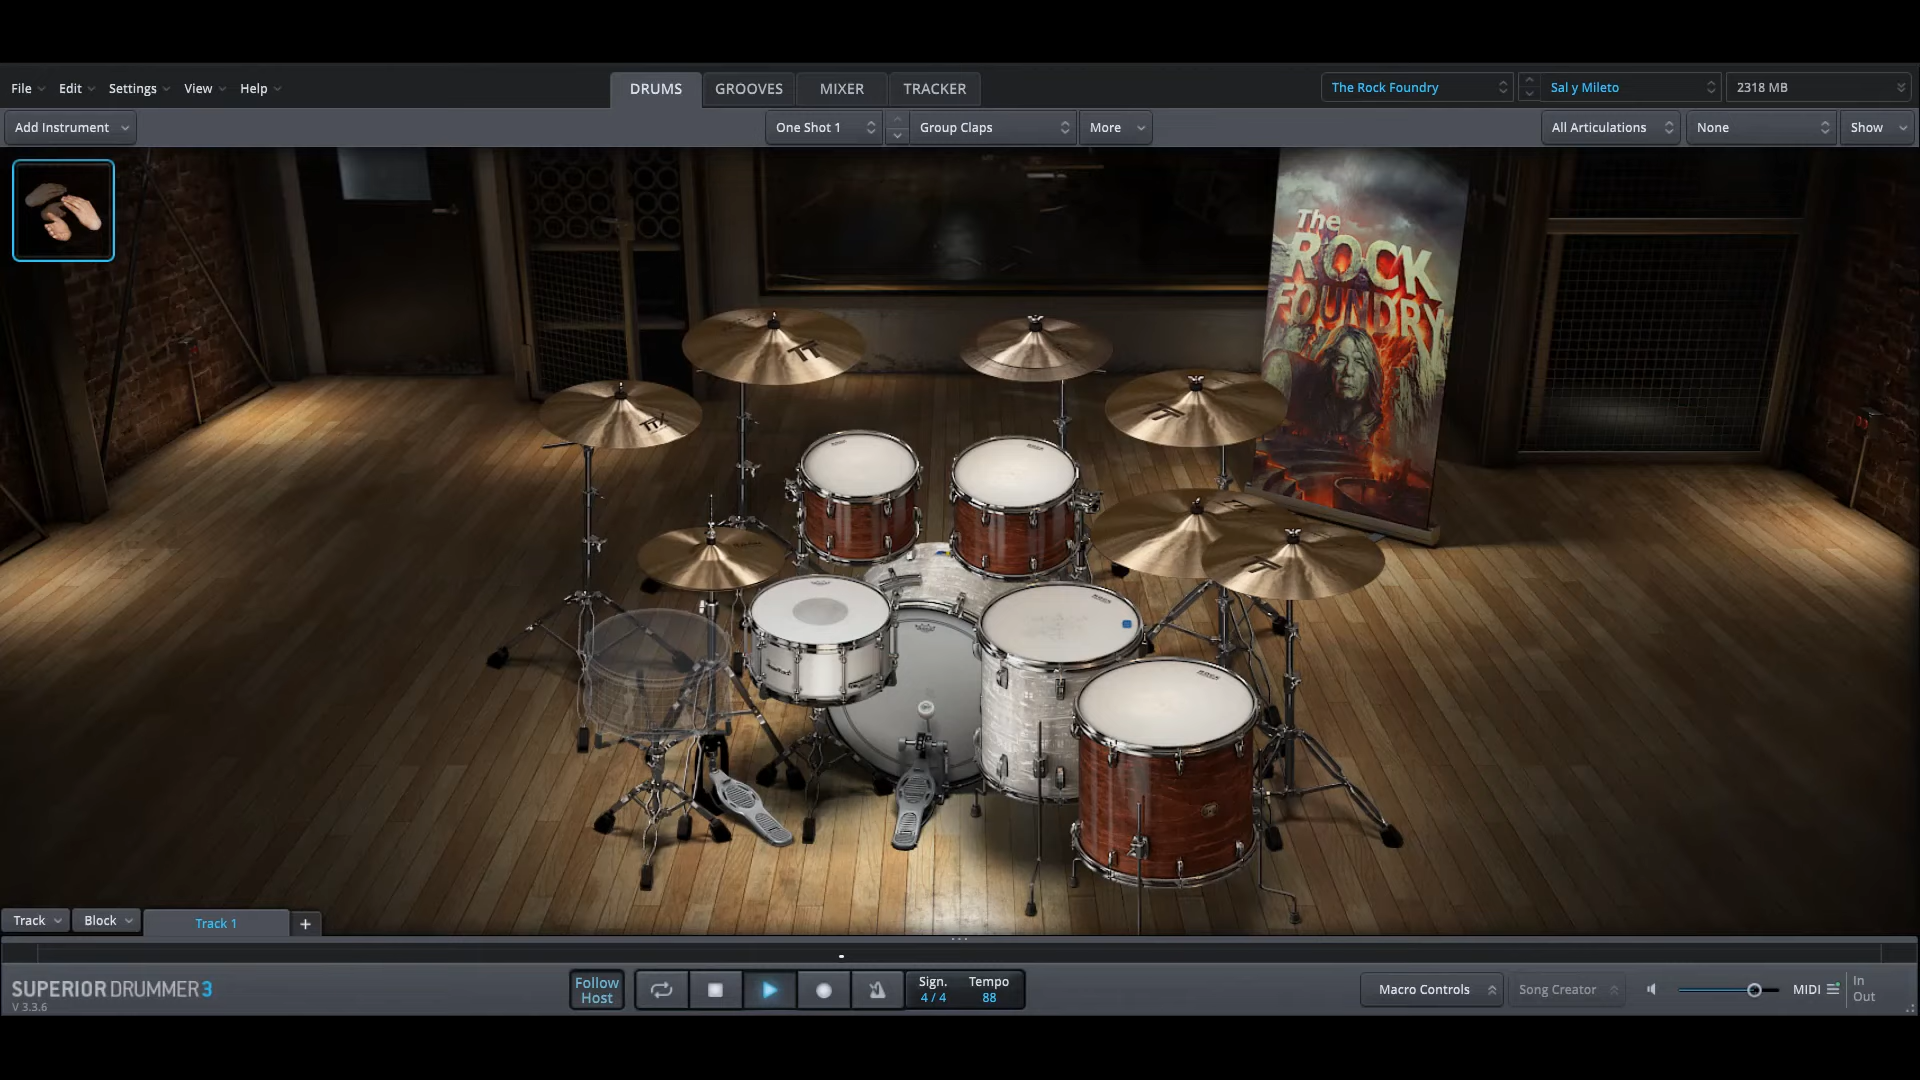 File Edit Settings View Help
DRUMS GROOVES MIXER TRACKER
The Rock Foundry Sal y Mileto 2318 MB
Add Instrument One Shot 1 Group Claps More All Articulations None Show
The
ROCK
FOUNDRY
Track Block Track 1 +
SUPERIOR DRUMMER 3
V 3.3.6
Follow
Host
Sign. Tempo
4 / 4 88
Macro Controls Song Creator MIDI In
Out